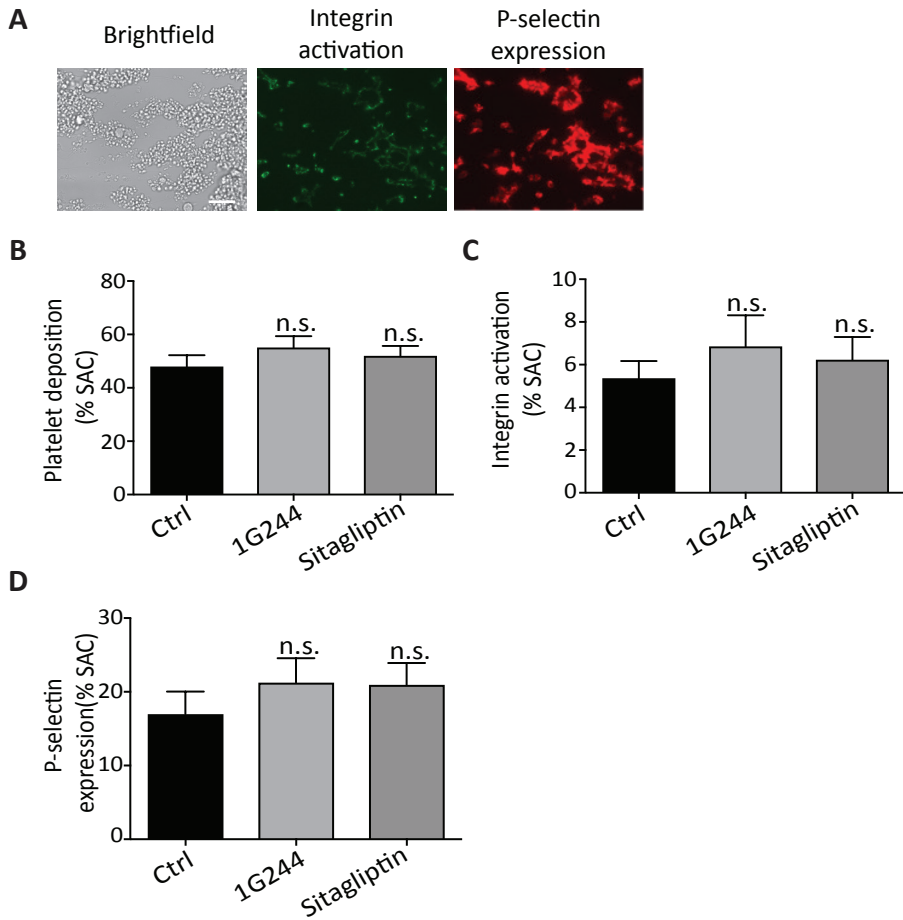 A
Brightfield
Integrin
activation
P-selectin
expression
B
Platelet deposition
(% SAC)
80
60
40
20
0
n.s.
n.s.
Ctrl
1G244
Sitagliptin
C
Integrin activation
(% SAC)
10
8
6
4
2
0
n.s.
n.s.
Ctrl
1G244
Sitagliptin
D
P-selectin
expression(% SAC)
30
20
10
0
n.s.
n.s.
Ctrl
1G244
Sitagliptin